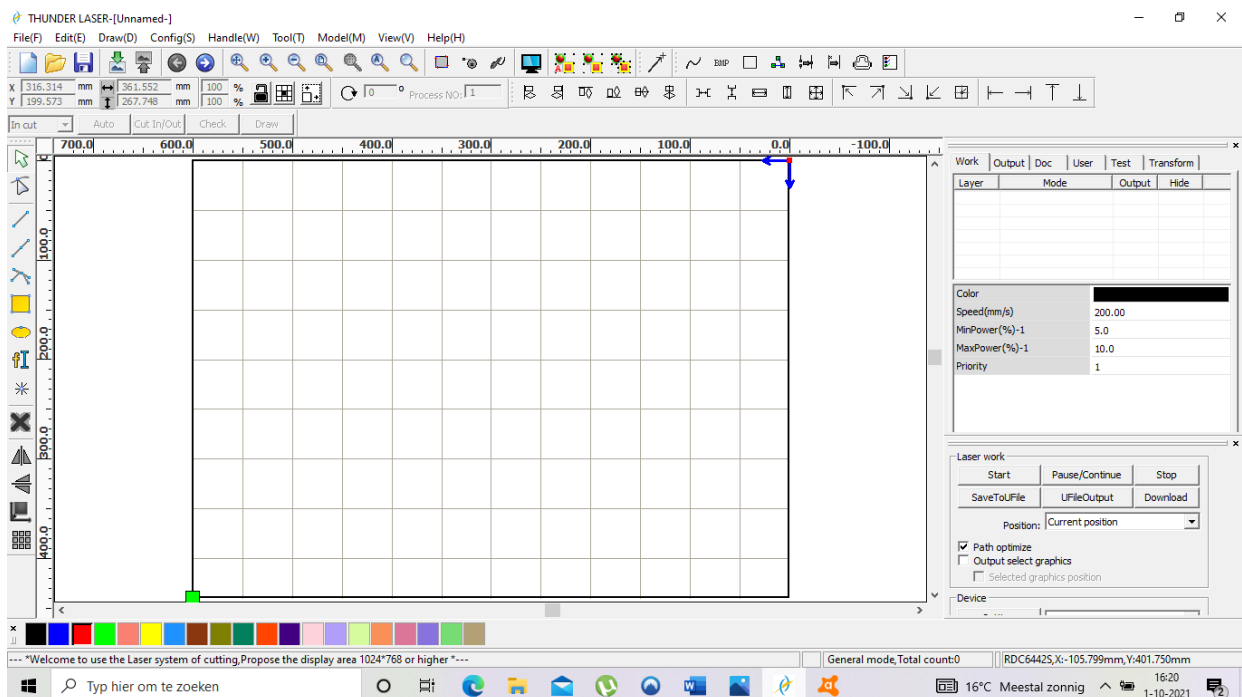 THUNDER LASER-[Unnamed-]
File(F) Edit(E) Draw(D) Config(S) Handle(W) Tool(T) Model(M) View(V) Help(H)
BMP
X 316.314 mm 361.552 mm 100 %
Y 199.573 mm 267.748 mm 100 %
0 ° Process NO: 1
In cut Auto Cut In/Out Check Draw
700.0 600.0 500.0 400.0 300.0 200.0 100.0 0.0 -100.0
0
100.0
200.0
300.0
400.0
Work Output Doc User Test Transform
Layer Mode Output Hide
Color
Speed(mm/s) 200.00
MinPower(%)-1 5.0
MaxPower(%)-1 10.0
Priority 1
Laser work
Start Pause/Continue Stop
SaveToUFile UFileOutput Download
Position: Current position
Path optimize
Output select graphics
Selected graphics position
Device
--- *Welcome to use the Laser system of cutting,Propose the display area 1024*768 or higher *---
General mode,Total count:0
RDC6442S,X:-105.799mm,Y:401.750mm
Typ hier om te zoeken
16°C Meestal zonnig
16:20
1-10-2021
2